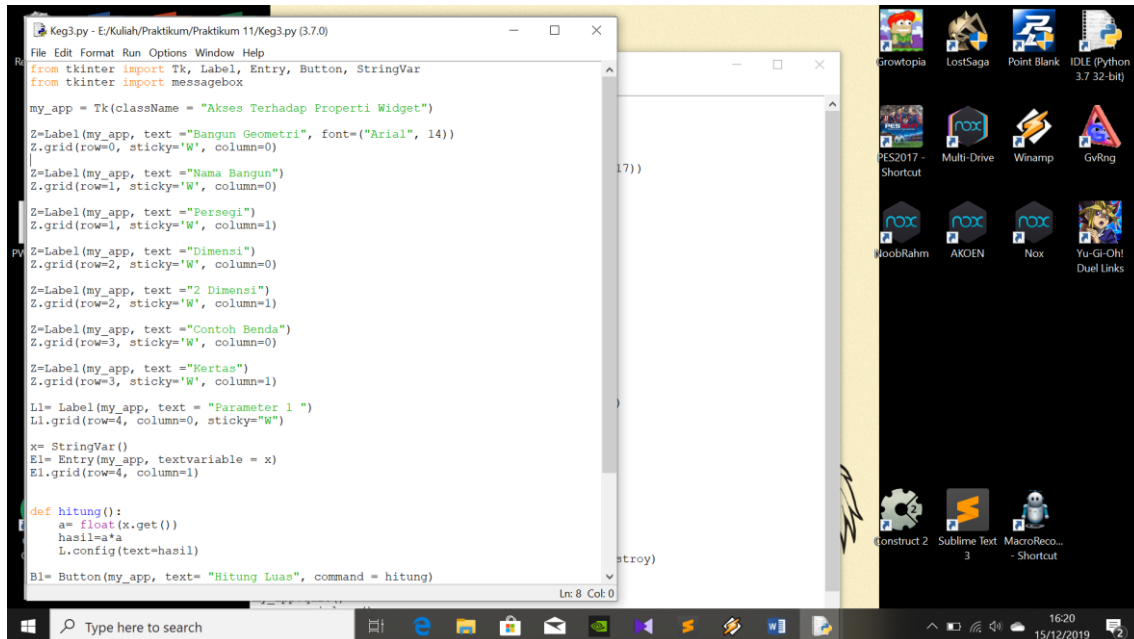 Keg3.py - E:/Kuliah/Praktikum/Praktikum 11/Keg3.py (3.7.0)
File Edit Format Run Options Window Help
from tkinter import Tk, Label, Entry, Button, StringVar
from tkinter import messagebox
my_app = Tk(className = "Akses Terhadap Properti Widget")
Z=Label(my_app, text ="Bangun Geometri", font=("Arial", 14))
Z.grid(row=0, sticky='W', column=0)
Z=Label(my_app, text ="Nama Bangun")
Z.grid(row=1, sticky='W', column=0)
Z=Label(my_app, text ="Persegi")
Z.grid(row=1, sticky='W', column=1)
Z=Label(my_app, text ="Dimensi")
Z.grid(row=2, sticky='W', column=0)
Z=Label(my_app, text ="2 Dimensi")
Z.grid(row=2, sticky='W', column=1)
Z=Label(my_app, text ="Contoh Benda")
Z.grid(row=3, sticky='W', column=0)
Z=Label(my_app, text ="Kertas")
Z.grid(row=3, sticky='W', column=1)
L1= Label(my_app, text = "Parameter 1 ")
L1.grid(row=4, column=0, sticky="W")
x= StringVar()
E1= Entry(my_app, textvariable = x)
E1.grid(row=4, column=1)
def hitung():
a= float(x.get())
hasil=a*a
L.config(text=hasil)
B1= Button(my_app, text= "Hitung Luas", command = hitung)
Ln: 8 Col: 0
17))
)
stroy)
Growtopia
LostSaga
Point Blank
IDLE (Python
3.7 32-bit)
PES2017 -
Shortcut
Multi-Drive
Winamp
GvRng
NoobRahm
AKOEN
Nox
Yu-Gi-Oh!
Duel Links
Construct 2
Sublime Text
3
MacroReco...
- Shortcut
Type here to search
16:20
15/12/2019
2